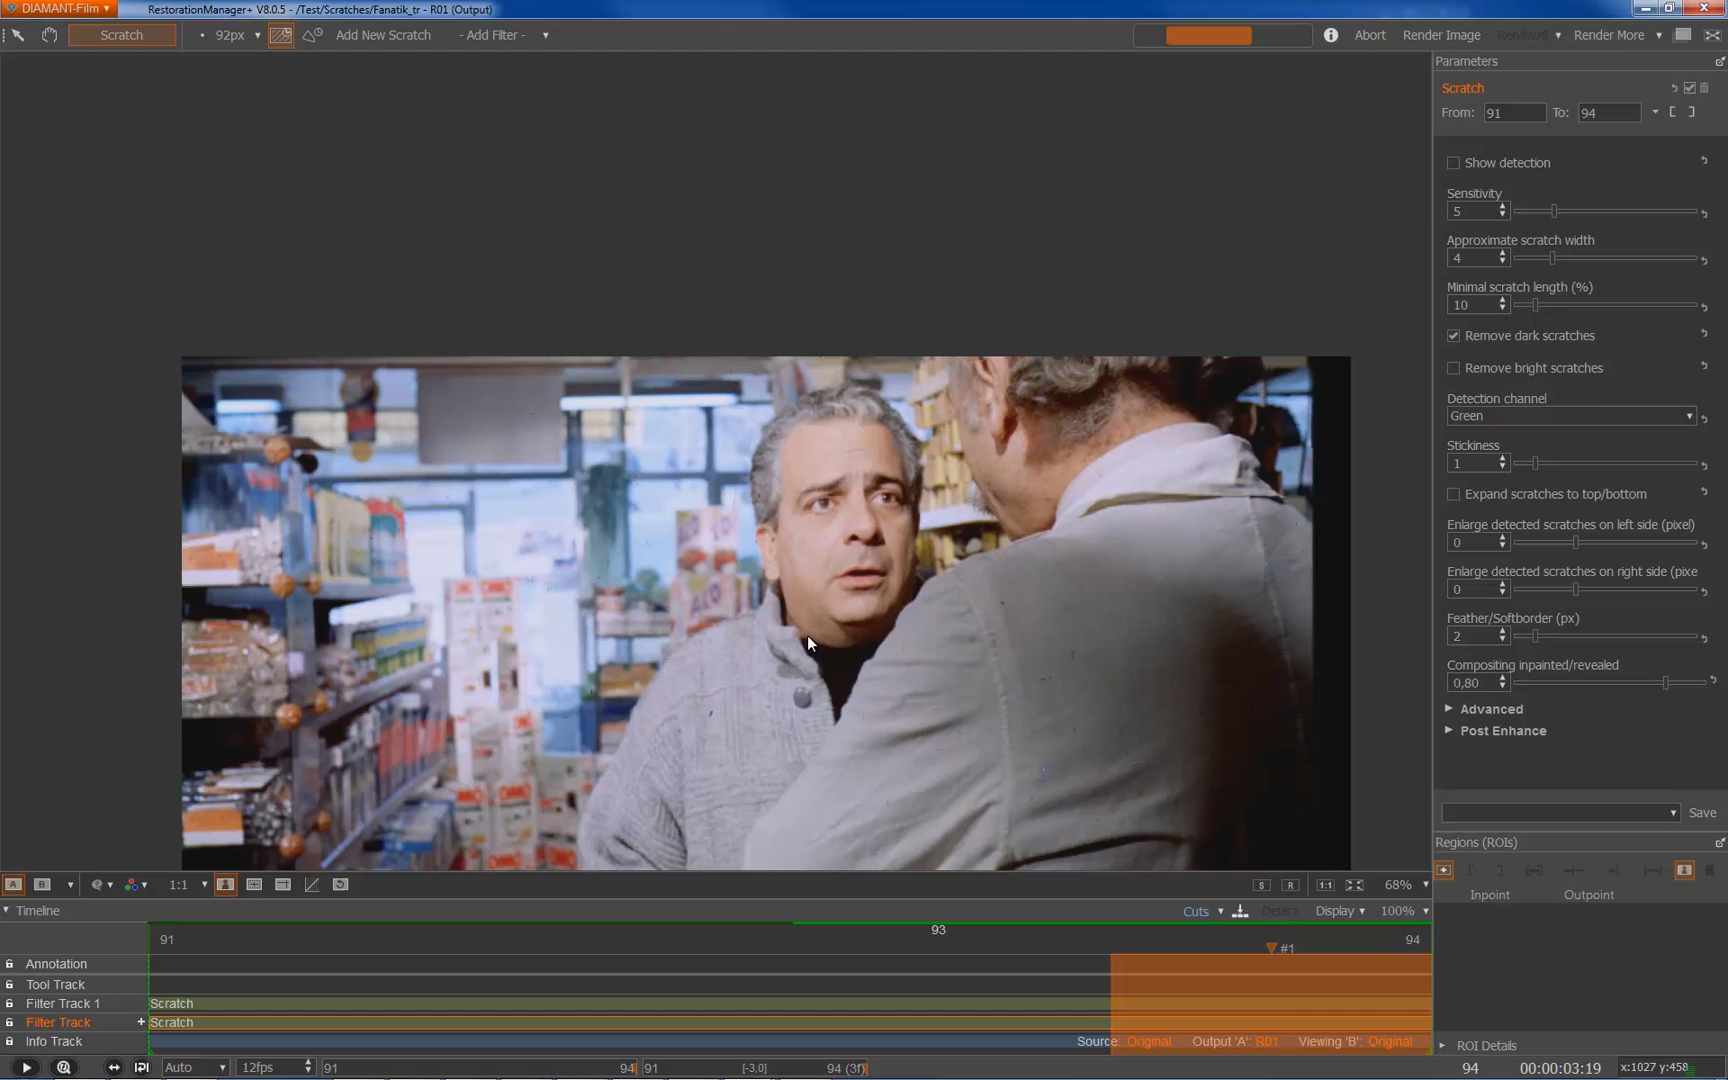 DIAMANT-Film
RestorationManager+ V8.0.5 - /Test/Scratches/Fanatik_tr - R01 (Output)
Scratch
92px
Add New Scratch
- Add Filter -
Abort
Render Image
Render More
Parameters
Scratch
From: 91 To: 94
Show detection
Sensitivity
5
Approximate scratch width
4
Minimal scratch length (%)
10
Remove dark scratches
Remove bright scratches
Detection channel
Green
Stickiness
1
Expand scratches to top/bottom
Enlarge detected scratches on left side (pixel)
0
Enlarge detected scratches on right side (pixe
0
Feather/Softborder (px)
2
Compositing inpainted/revealed
0,80
Advanced
Post Enhance
Save
Regions (ROIs)
Inpoint Outpoint
ALO
OMO
OMO
OMO
A B 1:1 S R 1:1 68%
Timeline
Cuts Detect Display 100%
91 93 94
#1
Annotation
Tool Track
Filter Track 1 Scratch
Filter Track + Scratch
Info Track Source: Original Output 'A': R01 Viewing 'B': Original
ROI Details
Auto 12fps 91 94 91 [-3,0] 94 (3f) 94 00:00:03:19 x:1027 y:458